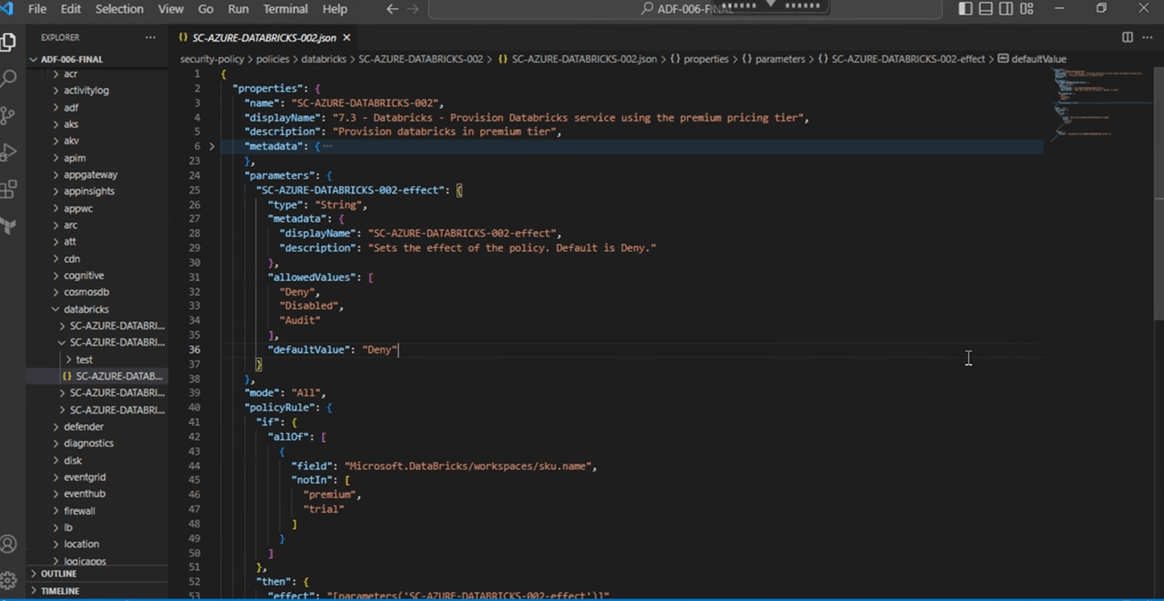 File Edit Selection View Go Run Terminal Help
EXPLORER
ADF-006-FINAL
acr
activitylog
adf
aks
akv
apim
appgateway
appinsights
appwc
arc
att
cdn
cognitive
cosmosdb
databricks
SC-AZURE-DATABRI...
SC-AZURE-DATABRI...
test
{} SC-AZURE-DATAB...
SC-AZURE-DATABRI...
SC-AZURE-DATABRI...
defender
diagnostics
disk
eventgrid
eventhub
firewall
lb
location
logicapps
OUTLINE
TIMELINE
{} SC-AZURE-DATABRICKS-002.json
security-policy > policies > databricks > SC-AZURE-DATABRICKS-002 > {} SC-AZURE-DATABRICKS-002.json > {} properties > {} parameters > {} SC-AZURE-DATABRICKS-002-effect > defaultValue
1 {
2 "properties": {
3 "name": "SC-AZURE-DATABRICKS-002",
4 "displayName": "7.3 - Databricks - Provision Databricks service using the premium pricing tier",
5 "description": "Provision databricks in premium tier",
6 "metadata": { ...
23 },
24 "parameters": {
25 "SC-AZURE-DATABRICKS-002-effect": {
26 "type": "String",
27 "metadata": {
28 "displayName": "SC-AZURE-DATABRICKS-002-effect",
29 "description": "Sets the effect of the policy. Default is Deny."
30 },
31 "allowedValues": [
32 "Deny",
33 "Disabled",
34 "Audit"
35 ],
36 "defaultValue": "Deny"
37 }
38 },
39 "mode": "All",
40 "policyRule": {
41 "if": {
42 "allOf": [
43 {
44 "field": "Microsoft.DataBricks/workspaces/sku.name",
45 "notIn": [
46 "premium",
47 "trial"
48 ]
49 }
50 ]
51 },
52 "then": {
53 "effect": "[parameters('SC-AZURE-DATABRICKS-002-effect')]"